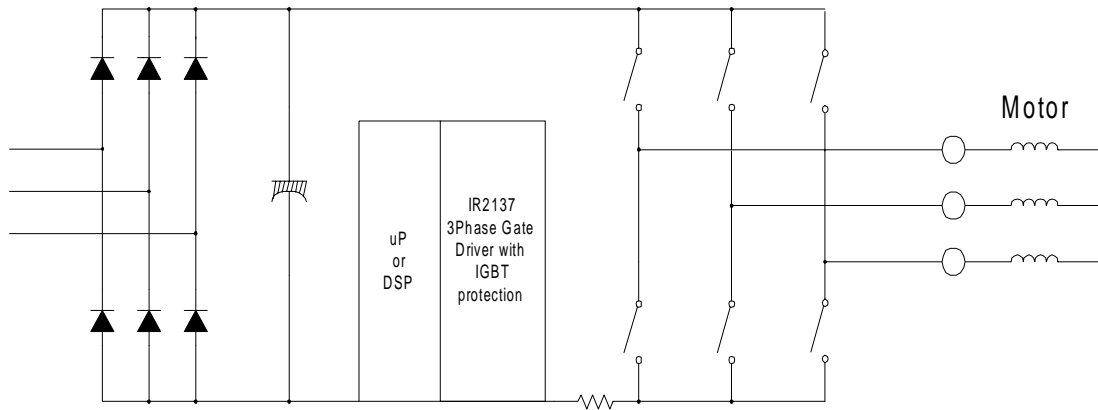 Motor
uP
or
DSP
IR2137
3Phase Gate
Driver with
IGBT
protection